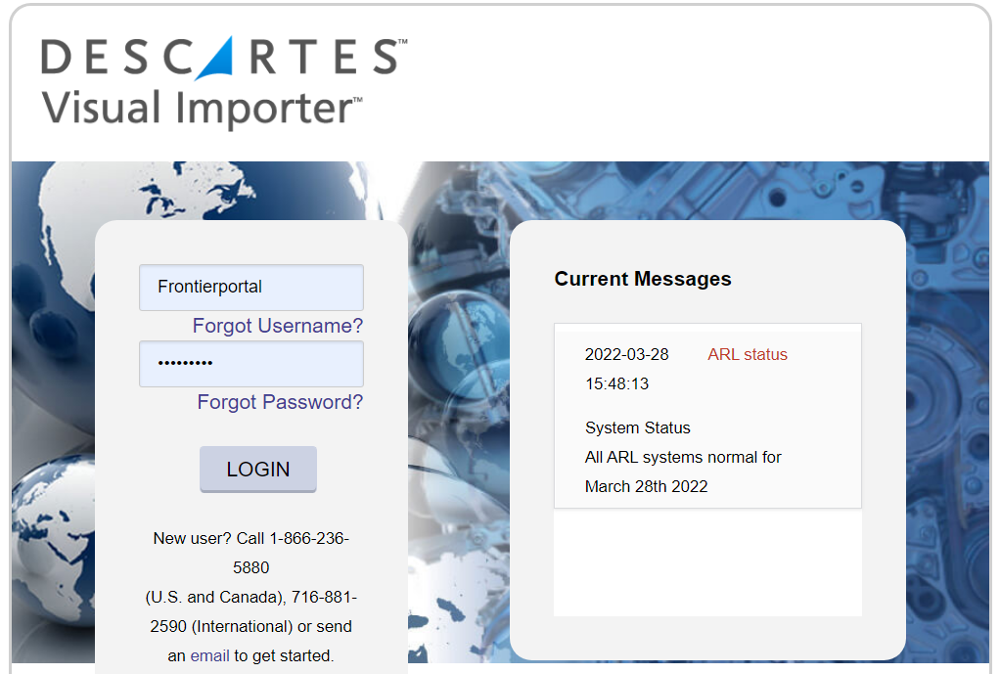 DESCARTES™
Visual Importer™
Frontierportal
Forgot Username?
•••••••••
Forgot Password?
LOGIN
New user? Call 1-866-236-
5880
(U.S. and Canada), 716-881-
2590 (International) or send
an email to get started.
Current Messages
2022-03-28 ARL status
15:48:13
System Status
All ARL systems normal for
March 28th 2022